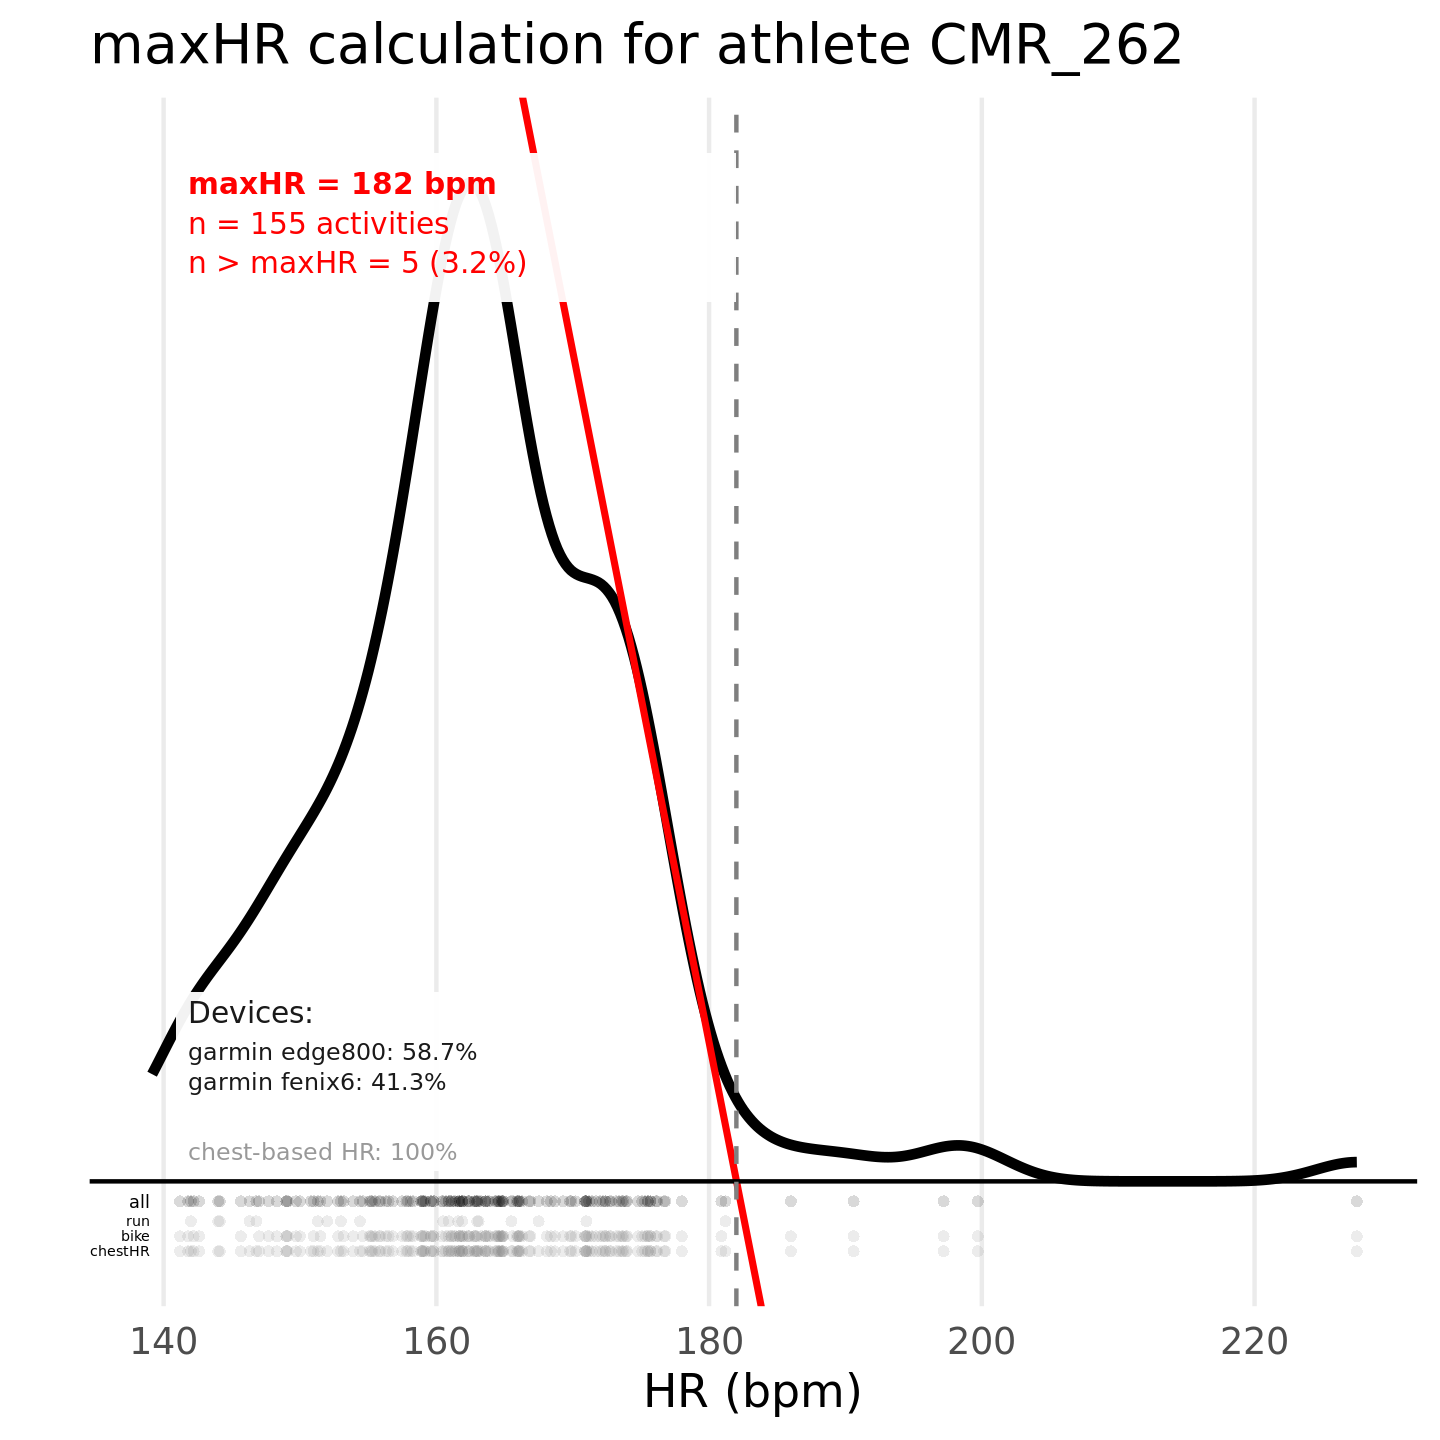 maxHR calculation for athlete CMR_262
maxHR = 182 bpm
n = 155 activities
n > maxHR = 5 (3.2%)
Devices:
garmin edge800: 58.7%
garmin fenix6: 41.3%
chest-based HR: 100%
all
run
bike
chestHR
140 160 180 200 220
HR (bpm)